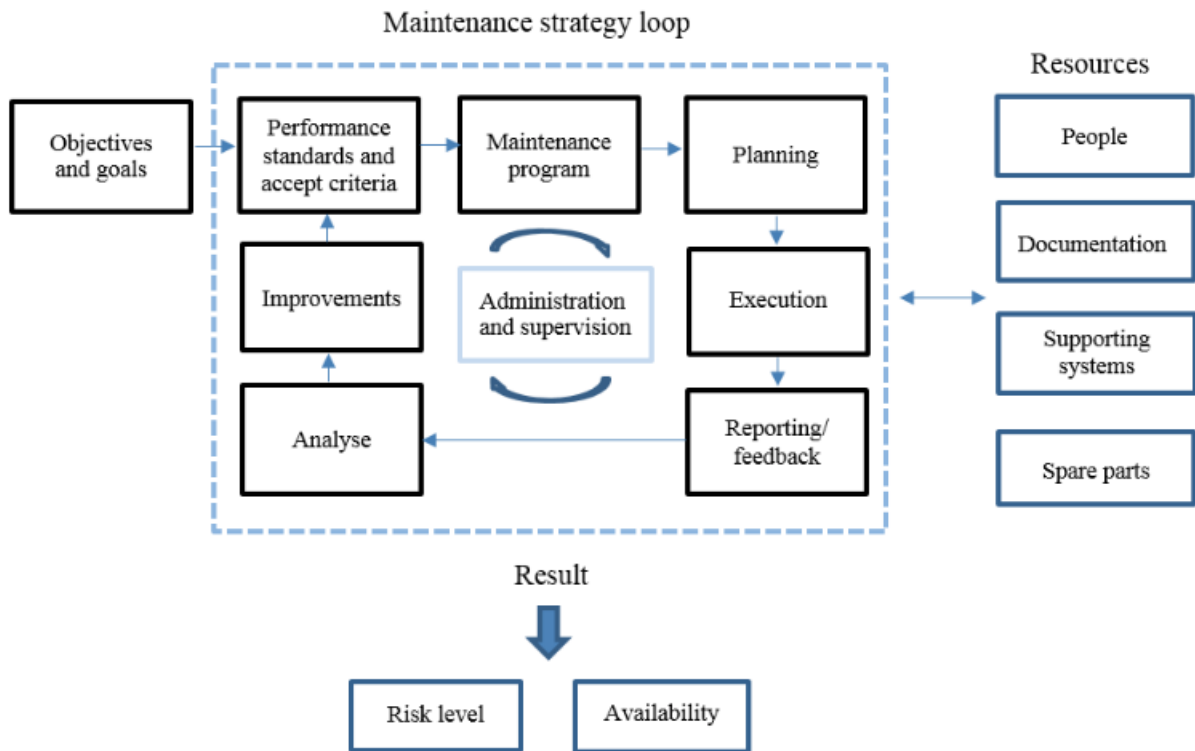 Maintenance strategy loop
Resources
Objectives
and goals
Performance
standards and
accept criteria
Maintenance
program
Planning
People
Improvements
Administration
and supervision
Execution
Documentation
Supporting
systems
Analyse
Reporting/
feedback
Spare parts
Result
Risk level
Availability